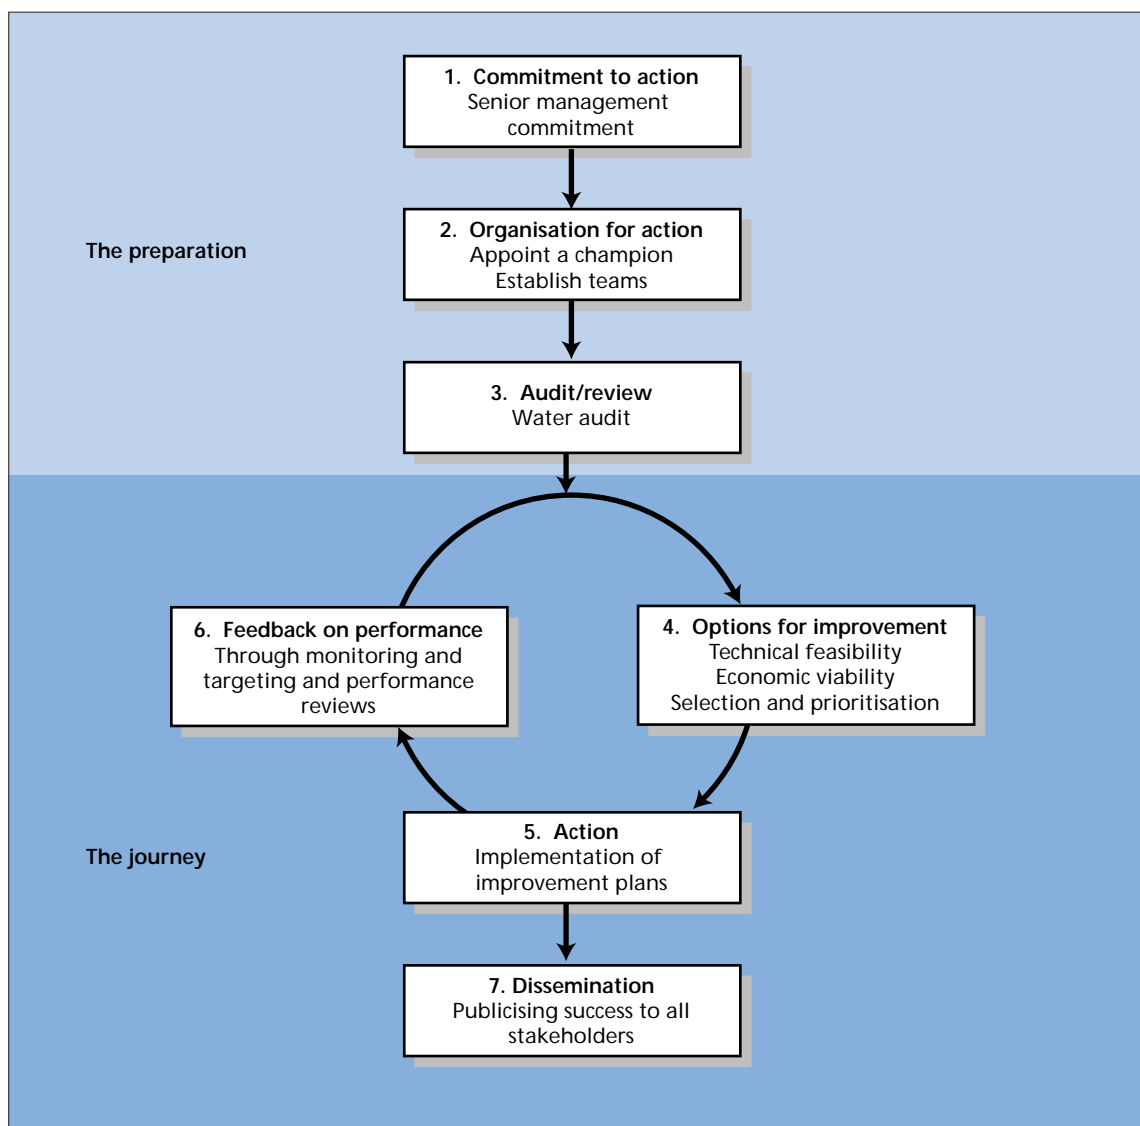 1. Commitment to action
Senior management
commitment
The preparation
2. Organisation for action
Appoint a champion
Establish teams
3. Audit/review
Water audit
6. Feedback on performance
Through monitoring and
targeting and performance
reviews
4. Options for improvement
Technical feasibility
Economic viability
Selection and prioritisation
The journey
5. Action
Implementation of
improvement plans
7. Dissemination
Publicising success to all
stakeholders